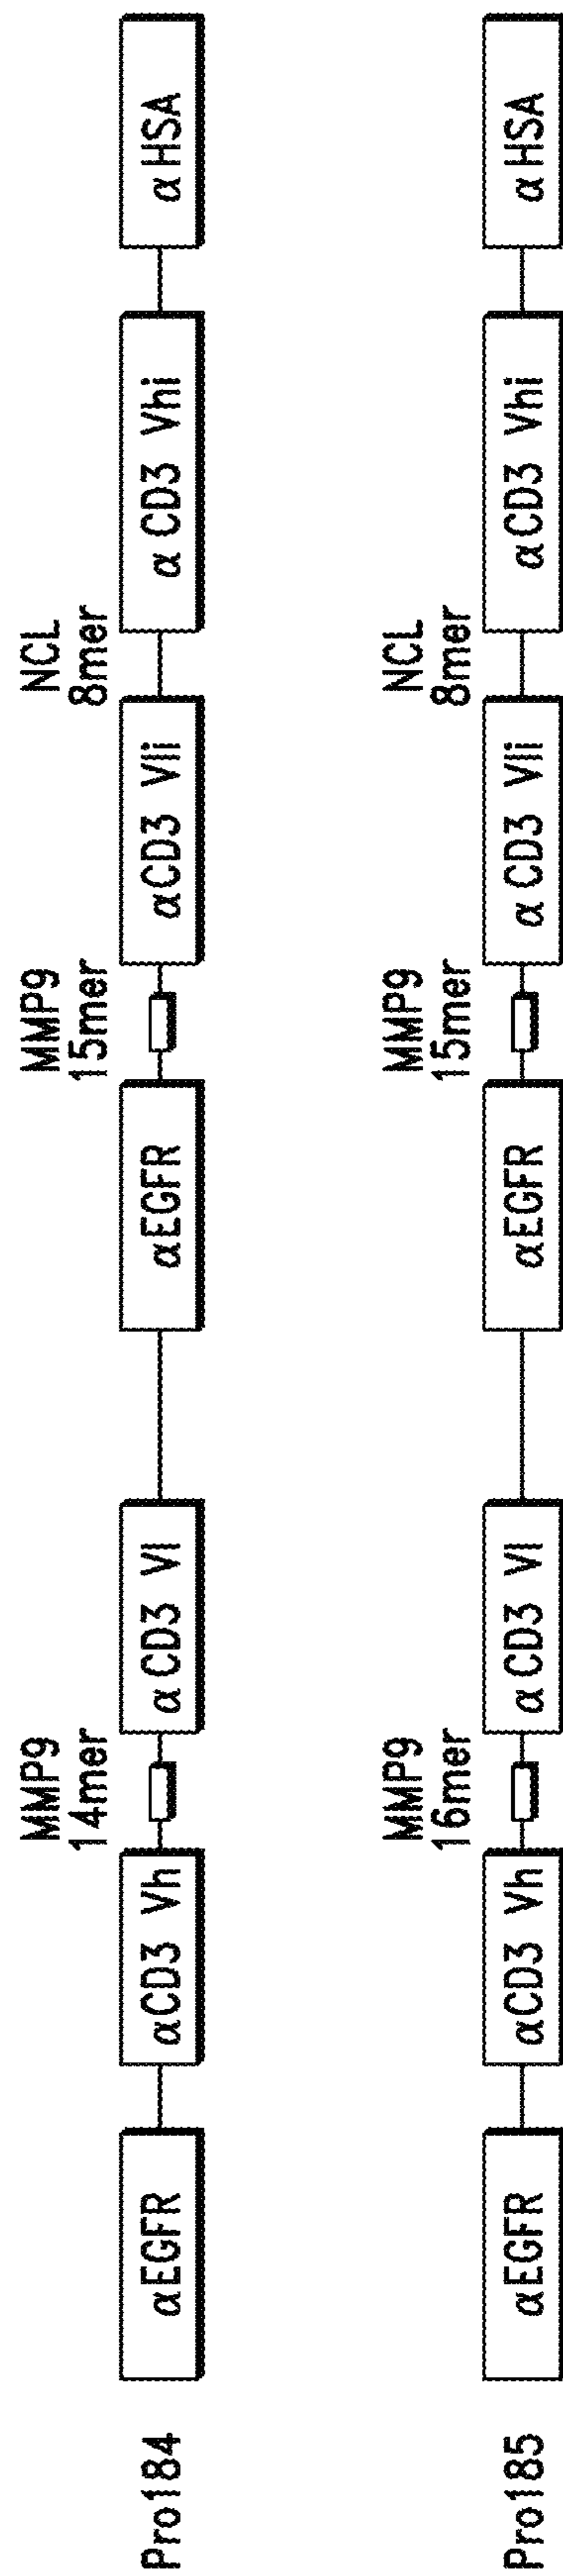 MMP9
14mer
MMP9
15mer
NCL
8mer
Pro184
αEGFR
αCD3 Vh
αCD3 Vl
αEGFR
αCD3 Vli
αCD3 Vhi
αHSA
MMP9
16mer
MMP9
15mer
NCL
8mer
Pro185
αEGFR
αCD3 Vh
αCD3 Vl
αEGFR
αCD3 Vli
αCD3 Vhi
αHSA